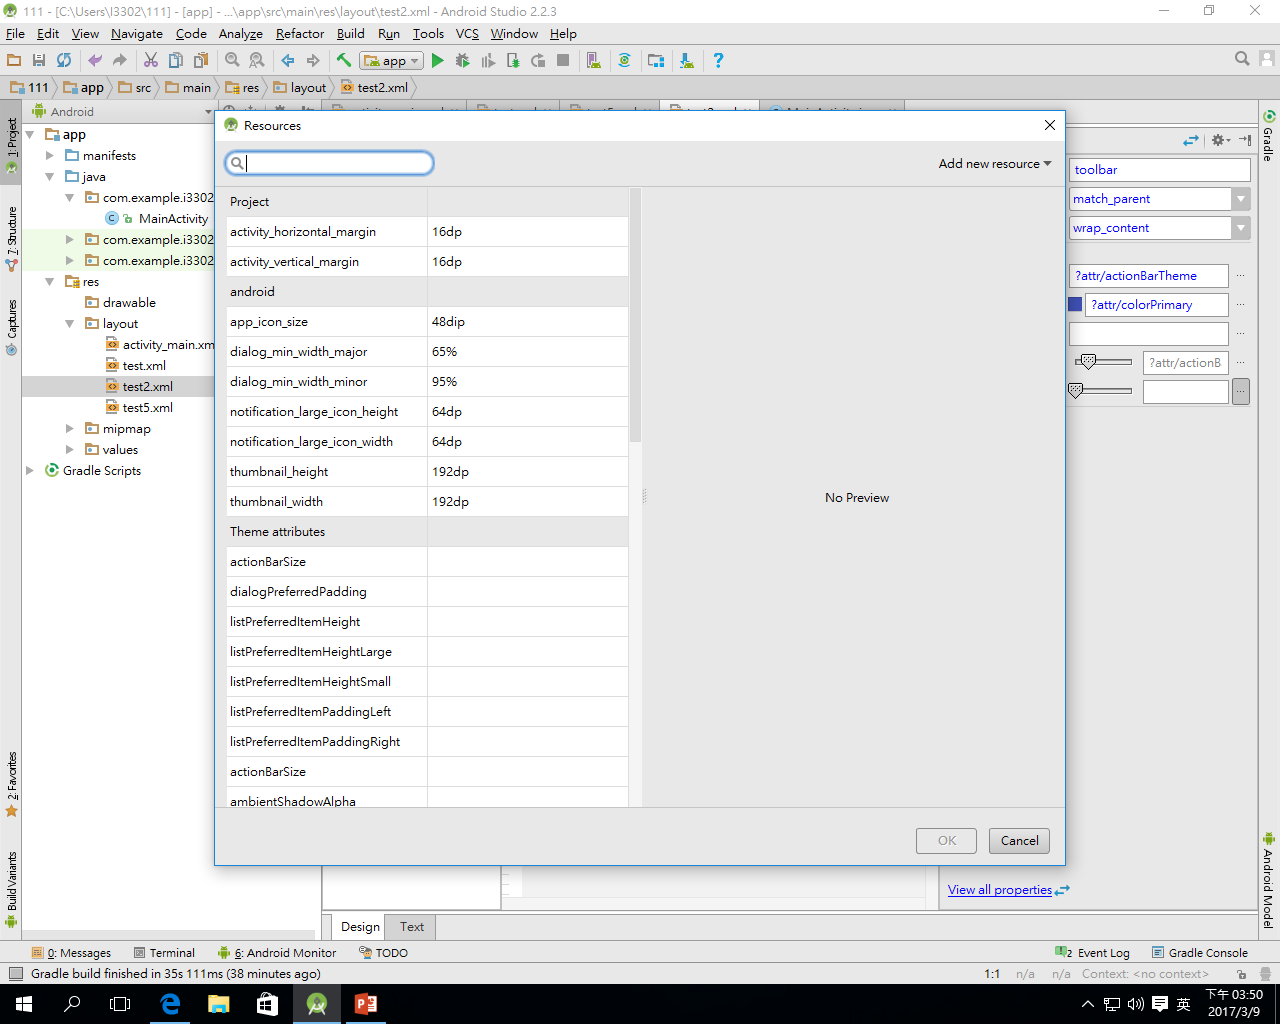 111 - [C:\Users\I3302\111] - [app] - ...\app\src\main\res\layout\test2.xml - Android Studio 2.2.3
File Edit View Navigate Code Analyze Refactor Build Run Tools VCS Window Help
app
111 app src main res layout test2.xml
Android
1: Project
7: Structure
Captures
2: Favorites
Build Variants
app
manifests
java
com.example.i3302
MainActivity
com.example.i3302
com.example.i3302
res
drawable
layout
activity_main.xm
test.xml
test2.xml
test5.xml
mipmap
values
Gradle Scripts
Resources
Add new resource
Project
activity_horizontal_margin 16dp
activity_vertical_margin 16dp
android
app_icon_size 48dip
dialog_min_width_major 65%
dialog_min_width_minor 95%
notification_large_icon_height 64dp
notification_large_icon_width 64dp
thumbnail_height 192dp
thumbnail_width 192dp
Theme attributes
actionBarSize
dialogPreferredPadding
listPreferredItemHeight
listPreferredItemHeightLarge
listPreferredItemHeightSmall
listPreferredItemPaddingLeft
listPreferredItemPaddingRight
actionBarSize
ambientShadowAlpha
No Preview
OK Cancel
toolbar
match_parent
wrap_content
?attr/actionBarTheme
?attr/colorPrimary
?attr/actionB
View all properties
Gradle
Android Model
Design Text
0: Messages Terminal 6: Android Monitor TODO
2 Event Log Gradle Console
Gradle build finished in 35s 111ms (38 minutes ago)
1:1 n/a n/a Context: <no context>
英
下午 03:50
2017/3/9